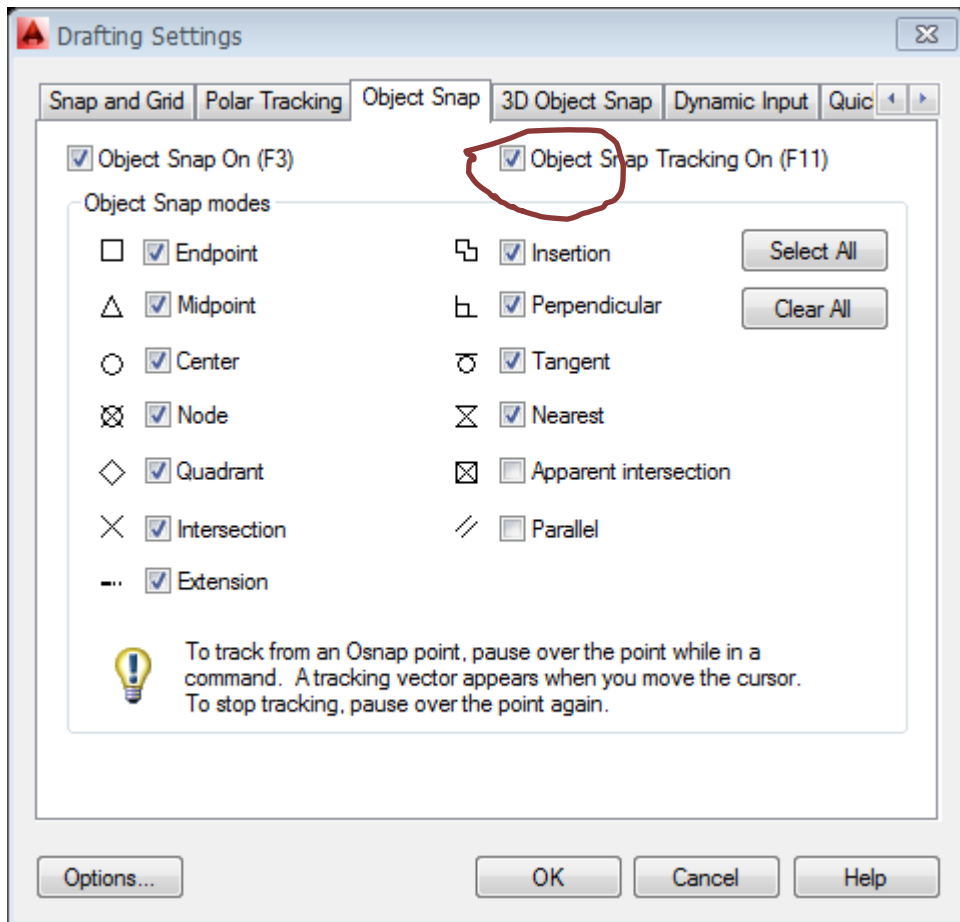 Drafting Settings
Snap and Grid Polar Tracking Object Snap 3D Object Snap Dynamic Input Quic
Object Snap On (F3) Object Snap Tracking On (F11)
Object Snap modes
Endpoint Insertion Select All
Midpoint Perpendicular Clear All
Center Tangent
Node Nearest
Quadrant Apparent intersection
Intersection Parallel
Extension
To track from an Osnap point, pause over the point while in a
command. A tracking vector appears when you move the cursor.
To stop tracking, pause over the point again.
Options... OK Cancel Help